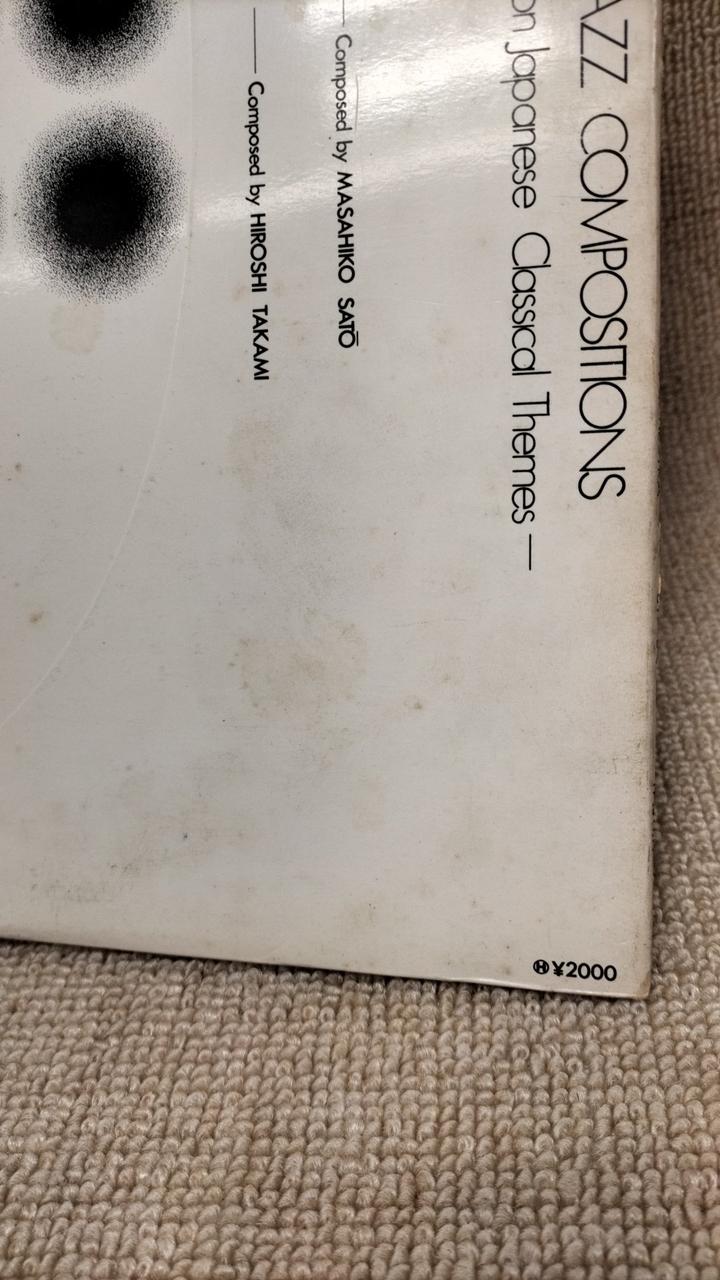 AZZ COMPOSITIONS
on Japanese Classical Themes —
— Composed by MASAHIKO SATŌ
— Composed by HIROSHI TAKAMI
Ⓗ ¥2000